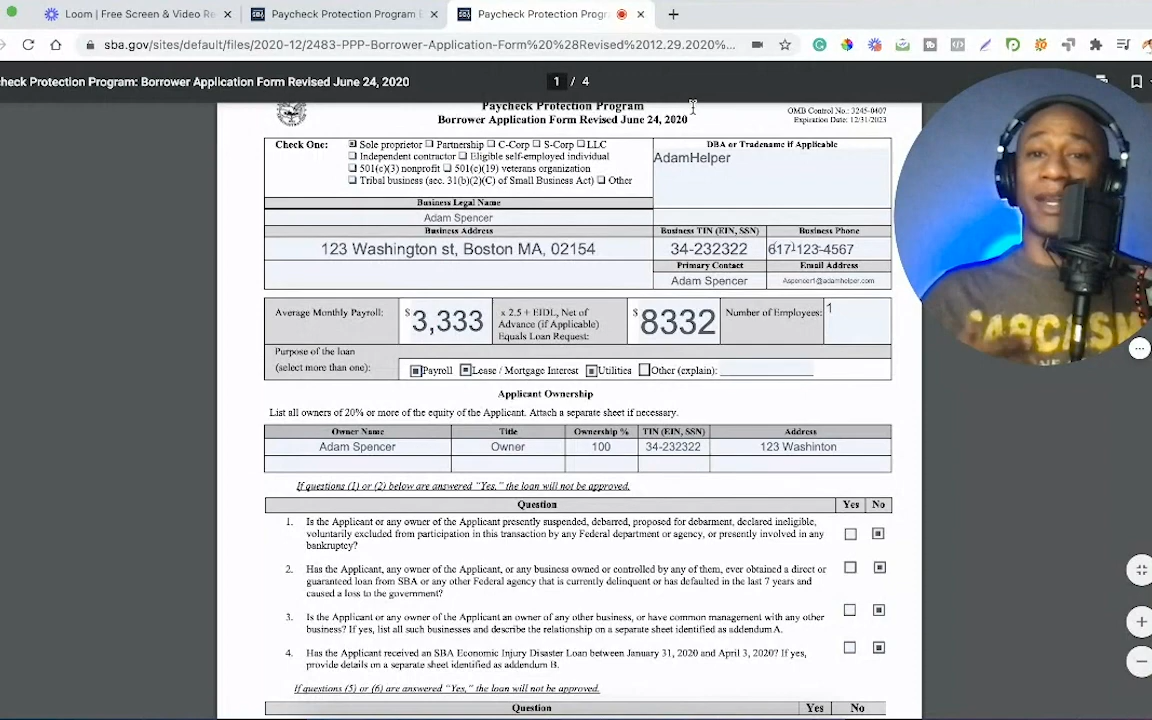 Loom | Free Screen & Video Re
Paycheck Protection Program
Paycheck Protection Progr
sba.gov/sites/default/files/2020-12/2483-PPP-Borrower-Application-Form%20%28Revised%2012.29.2020%...
heck Protection Program: Borrower Application Form Revised June 24, 2020
1 / 4
Paycheck Protection Program
Borrower Application Form Revised June 24, 2020
OMB Control No.: 3245-0407
Expiration Date: 12/31/2023
Check One:
Sole proprietor Partnership C-Corp S-Corp LLC
Independent contractor Eligible self-employed individual
501(c)(3) nonprofit 501(c)(19) veterans organization
Tribal business (sec. 31(b)(2)(C) of Small Business Act) Other
DBA or Tradename if Applicable
AdamHelper
Business Legal Name
Adam Spencer
Business Address
Business TIN (EIN, SSN)
Business Phone
123 Washington st, Boston MA, 02154
34-232322
617-123-4567
Primary Contact
Email Address
Adam Spencer
Aspencer1@adamhelper.com
Average Monthly Payroll:
$ 3,333
x 2.5 + EIDL, Net of
Advance (if Applicable)
Equals Loan Request:
$ 8332
Number of Employees:
1
Purpose of the loan
(select more than one):
Payroll Lease / Mortgage Interest Utilities Other (explain):
Applicant Ownership
List all owners of 20% or more of the equity of the Applicant. Attach a separate sheet if necessary.
Owner Name Title Ownership % TIN (EIN, SSN) Address
Adam Spencer Owner 100 34-232322 123 Washinton
If questions (1) or (2) below are answered “Yes,” the loan will not be approved.
Question Yes No
1. Is the Applicant or any owner of the Applicant presently suspended, debarred, proposed for debarment, declared ineligible,
voluntarily excluded from participation in this transaction by any Federal department or agency, or presently involved in any
bankruptcy?
2. Has the Applicant, any owner of the Applicant, or any business owned or controlled by any of them, ever obtained a direct or
guaranteed loan from SBA or any other Federal agency that is currently delinquent or has defaulted in the last 7 years and
caused a loss to the government?
3. Is the Applicant or any owner of the Applicant an owner of any other business, or have common management with any other
business? If yes, list all such businesses and describe the relationship on a separate sheet identified as addendum A.
4. Has the Applicant received an SBA Economic Injury Disaster Loan between January 31, 2020 and April 3, 2020? If yes,
provide details on a separate sheet identified as addendum B.
If questions (5) or (6) are answered “Yes,” the loan will not be approved.
Question Yes No